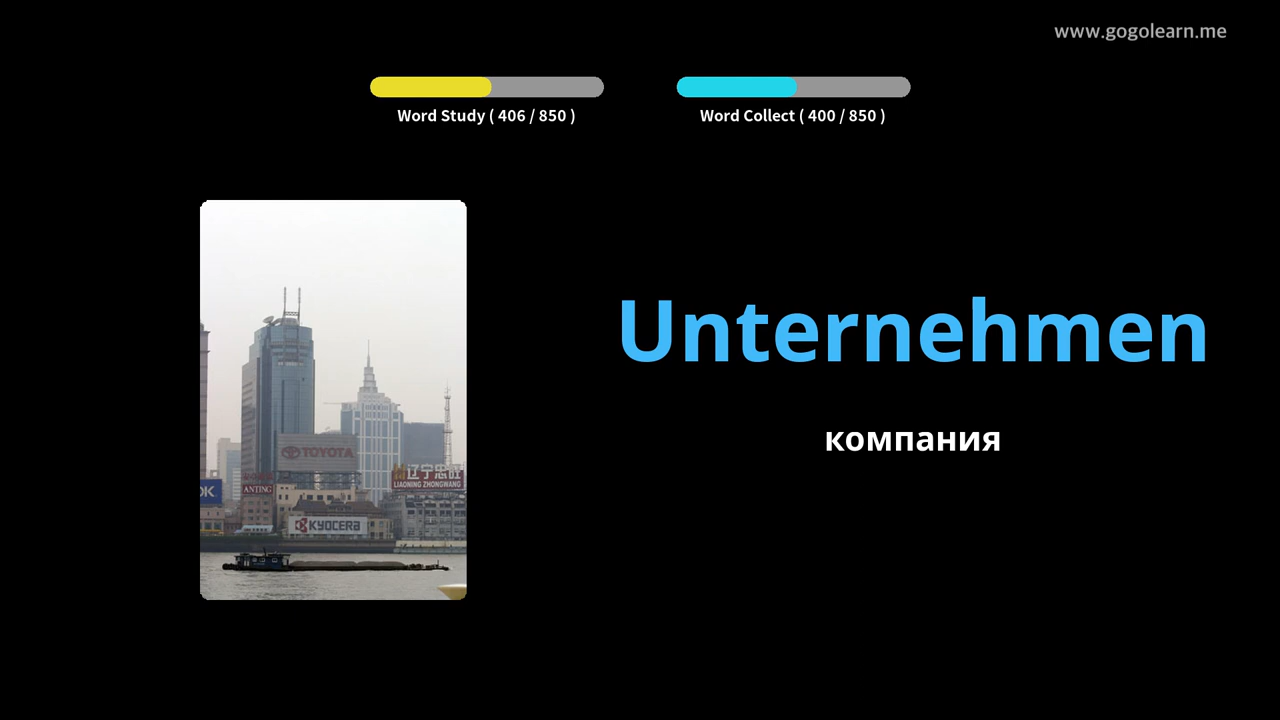 www.gogolearn.me
Word Study ( 406 / 850 )
Word Collect ( 400 / 850 )
Unternehmen
компания
TOYOTA
辽宁忠旺
LIAONING ZHONGWANG
OK
ANTING
KYOCERA